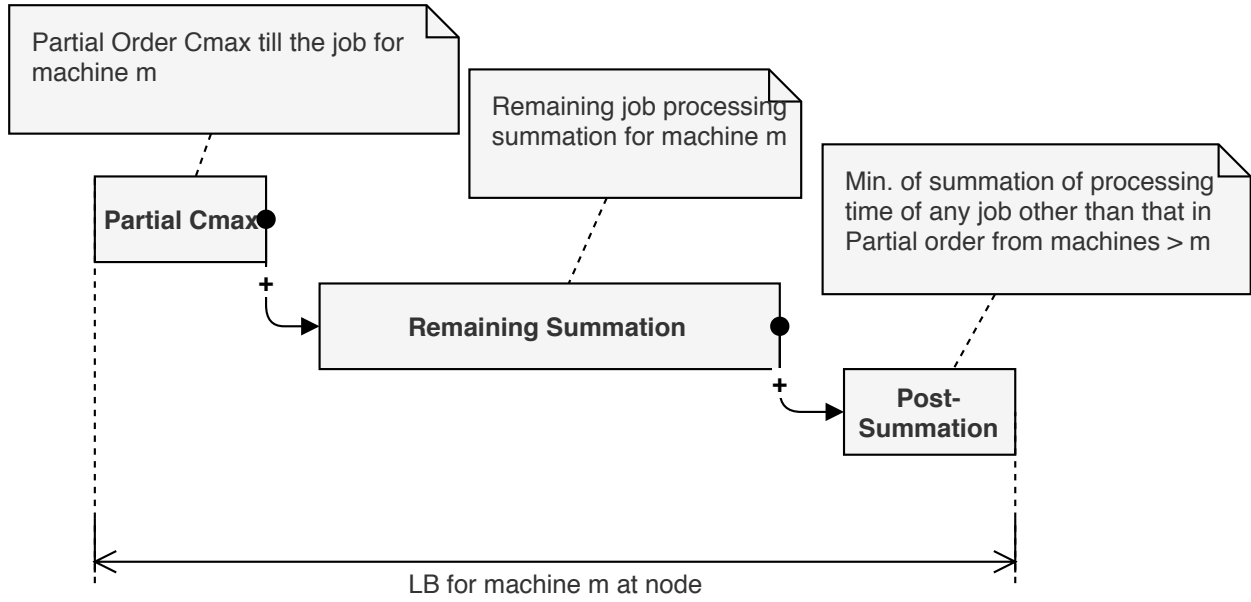 Partial Order Cmax till the job for
machine m
Remaining job processing
summation for machine m
Min. of summation of processing
time of any job other than that in
Partial order from machines > m
Partial Cmax
+
Remaining Summation
+
Post-
Summation
LB for machine m at node